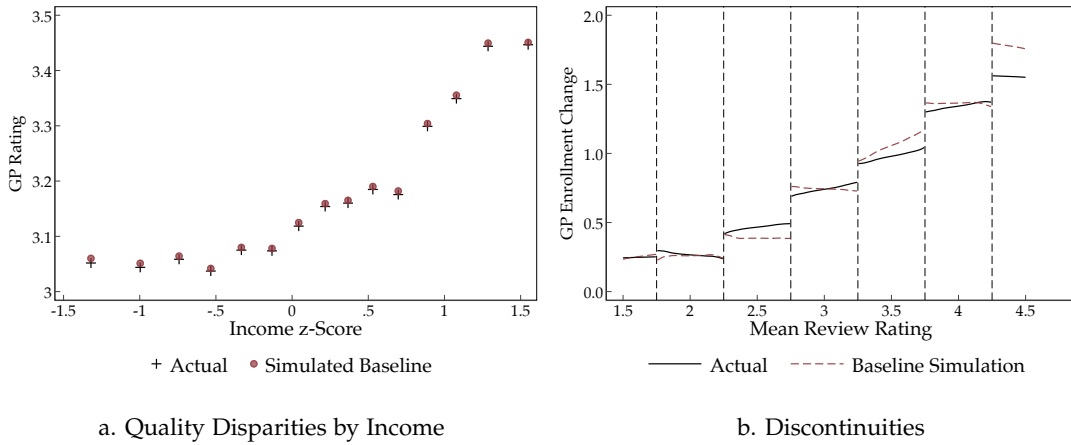 3.5
3.4
3.3
3.2
3.1
3
GP Rating
-1.5 -1 -.5 0 .5 1 1.5
Income z-Score
Actual Simulated Baseline
a. Quality Disparities by Income
2.0
1.5
1.0
0.5
0.0
GP Enrollment Change
1.5 2 2.5 3 3.5 4 4.5
Mean Review Rating
Actual Baseline Simulation
b. Discontinuities